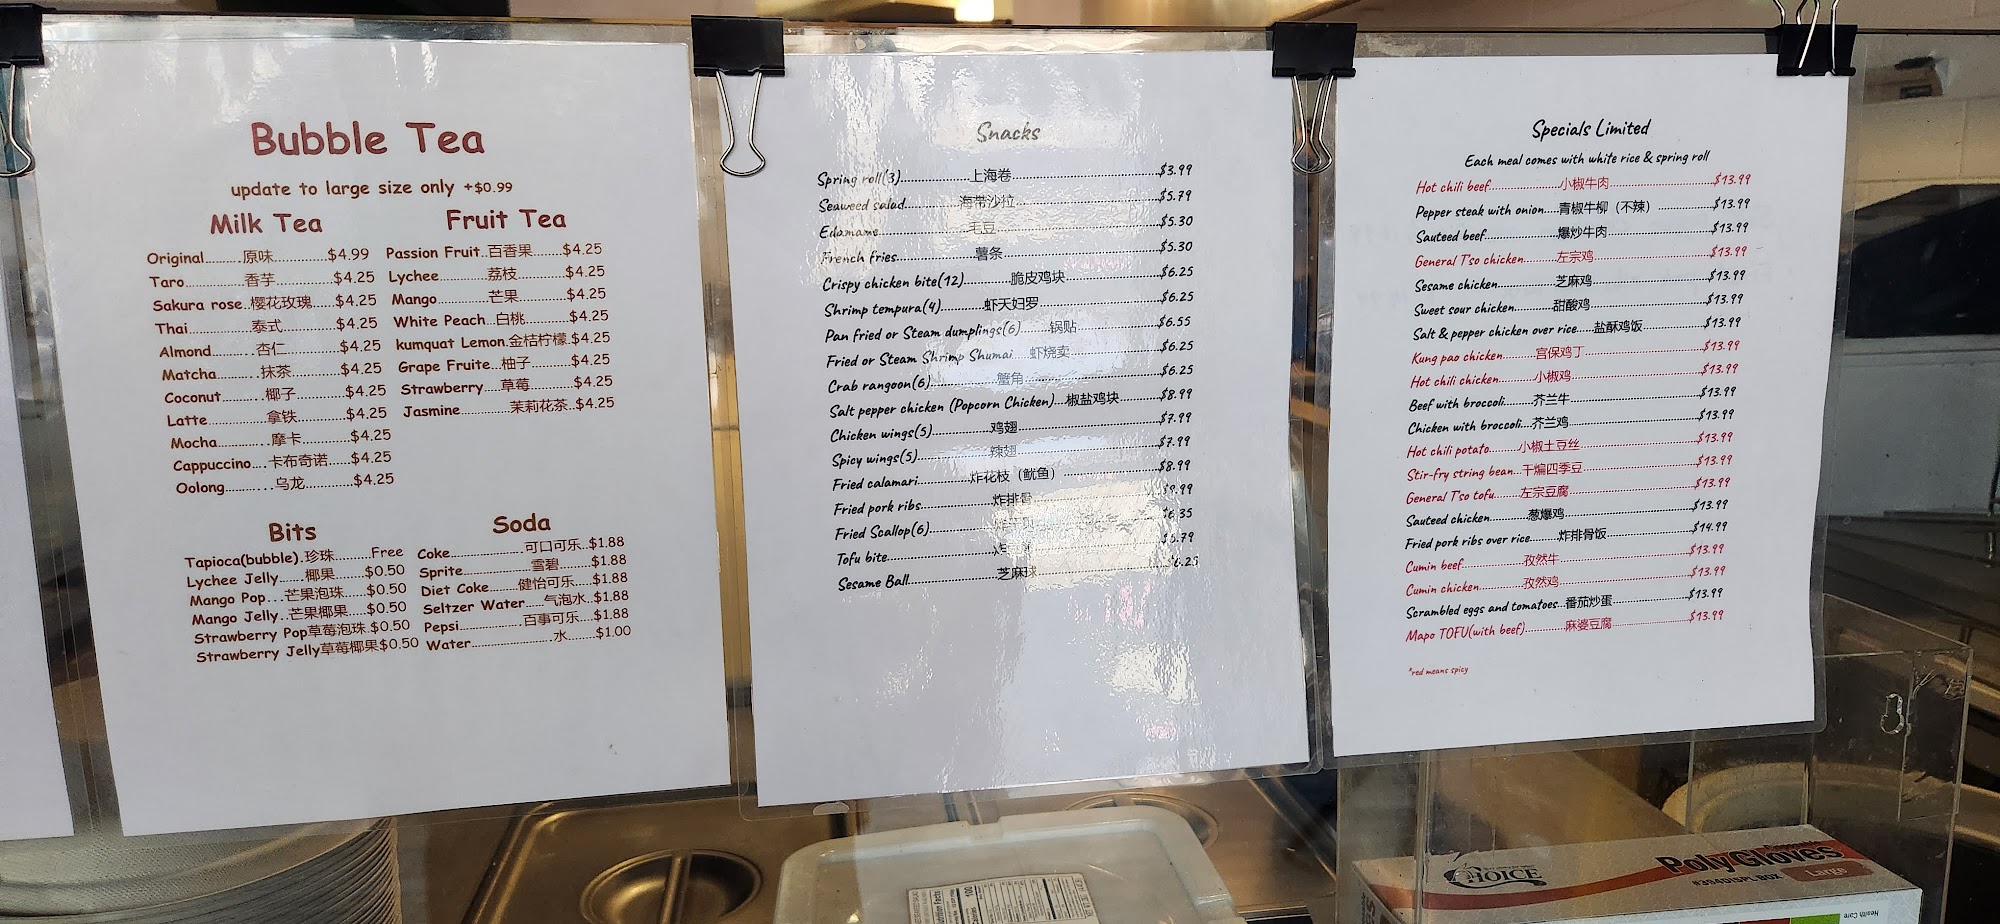 Bubble Tea
update to large size only +$0.99
Milk Tea
Original.........原味..............$4.99
Taro................香芋..............$4.25
Sakura rose..樱花玫瑰......$4.25
Thai...............泰式..............$4.25
Almond...........杏仁..............$4.25
Matcha...........抹茶..............$4.25
Coconut...........椰子..............$4.25
Latte..............拿铁..............$4.25
Mocha..............摩卡..............$4.25
Cappuccino....卡布奇诺......$4.25
Oolong............乌龙..............$4.25
Fruit Tea
Passion Fruit..百香果.......$4.25
Lychee.............荔枝...........$4.25
Mango..............芒果...........$4.25
White Peach...白桃...........$4.25
kumquat Lemon.金桔柠檬.$4.25
Grape Fruite...柚子...........$4.25
Strawberry....草莓...........$4.25
Jasmine............茉莉花茶..$4.25
Bits
Tapioca(bubble).珍珠.........Free
Lychee Jelly......椰果.........$0.50
Mango Pop...芒果泡珠.....$0.50
Mango Jelly..芒果椰果....$0.50
Strawberry Pop草莓泡珠.$0.50
Strawberry Jelly草莓椰果$0.50
Soda
Coke...................可口可乐..$1.88
Sprite..................雪碧.........$1.88
Diet Coke.......健怡可乐....$1.88
Seltzer Water.....气泡水..$1.88
Pepsi...................百事可乐....$1.88
Water....................水........$1.00
Snacks
Spring roll(3)................上海卷..............................$3.99
Seaweed salad.............海带沙拉..............................$5.79
Edamame......................毛豆..............................$5.30
French fries...................薯条..............................$5.30
Crispy chicken bite(12)............脆皮鸡块....................$6.25
Shrimp tempura(4)...........虾天妇罗..........................$6.25
Pan fried or Steam dumplings(6).......锅贴....................$6.55
Fried or Steam Shrimp Shumai....虾烧卖....................$6.25
Crab rangoon(6)................蟹角..............................$6.25
Salt pepper chicken (Popcorn Chicken)...椒盐鸡块..........$8.99
Chicken wings(5)..............鸡翅..............................$7.99
Spicy wings(5)..................辣翅..............................$7.99
Fried calamari.............炸花枝（鱿鱼）....................$8.99
Fried pork ribs..................炸排骨
Fried Scallop(6)
Tofu bite
Sesame Ball......................芝麻球
Specials Limited
Each meal comes with white rice & spring roll
Hot chili beef..................小椒牛肉..........................$13.99
Pepper steak with onion.....青椒牛柳（不辣）...............$13.99
Sauteed beef...................爆炒牛肉..........................$13.99
General T'so chicken.........左宗鸡............................$13.99
Sesame chicken...............芝麻鸡............................$13.99
Sweet sour chicken...........甜酸鸡............................$13.99
Salt & pepper chicken over rice.....盐酥鸡饭...............$13.99
Kung pao chicken.........宫保鸡丁............................$13.99
Hot chili chicken...........小椒鸡............................$13.99
Beef with broccoli..........芥兰牛............................$13.99
Chicken with broccoli....芥兰鸡............................$13.99
Hot chili potato.........小椒土豆丝..........................$13.99
Stir-fry string bean...干煸四季豆..........................$13.99
General T'so tofu.......左宗豆腐............................$13.99
Sauteed chicken...........葱爆鸡............................$13.99
Fried pork ribs over rice.........炸排骨饭....................$14.99
Cumin beef..................孜然牛............................$13.99
Cumin chicken.............孜然鸡............................$13.99
Scrambled eggs and tomatoes...番茄炒蛋....................$13.99
Mapo TOFU(with beef)...........麻婆豆腐....................$13.99
*red means spicy
CHOICE
Poly Gloves
#394015PL BOX
Large
Health Care